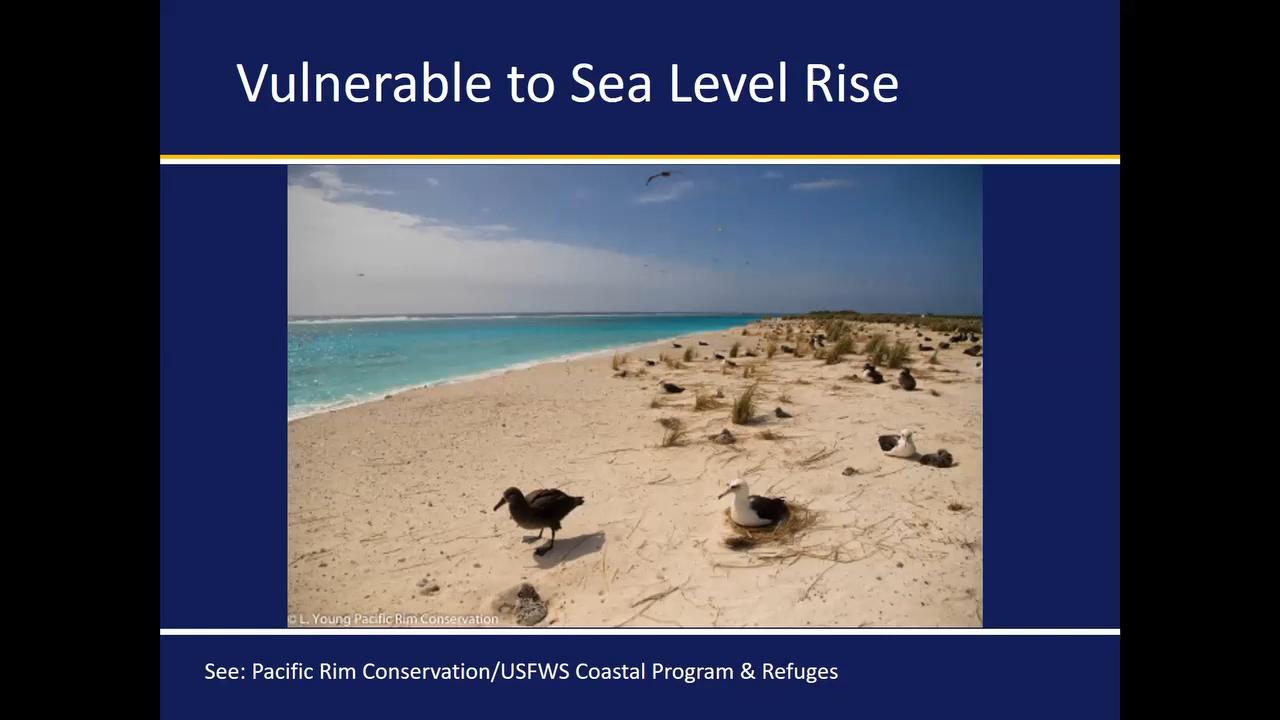 Vulnerable to Sea Level Rise
© L. Young Pacific Rim Conservation
See: Pacific Rim Conservation/USFWS Coastal Program & Refuges